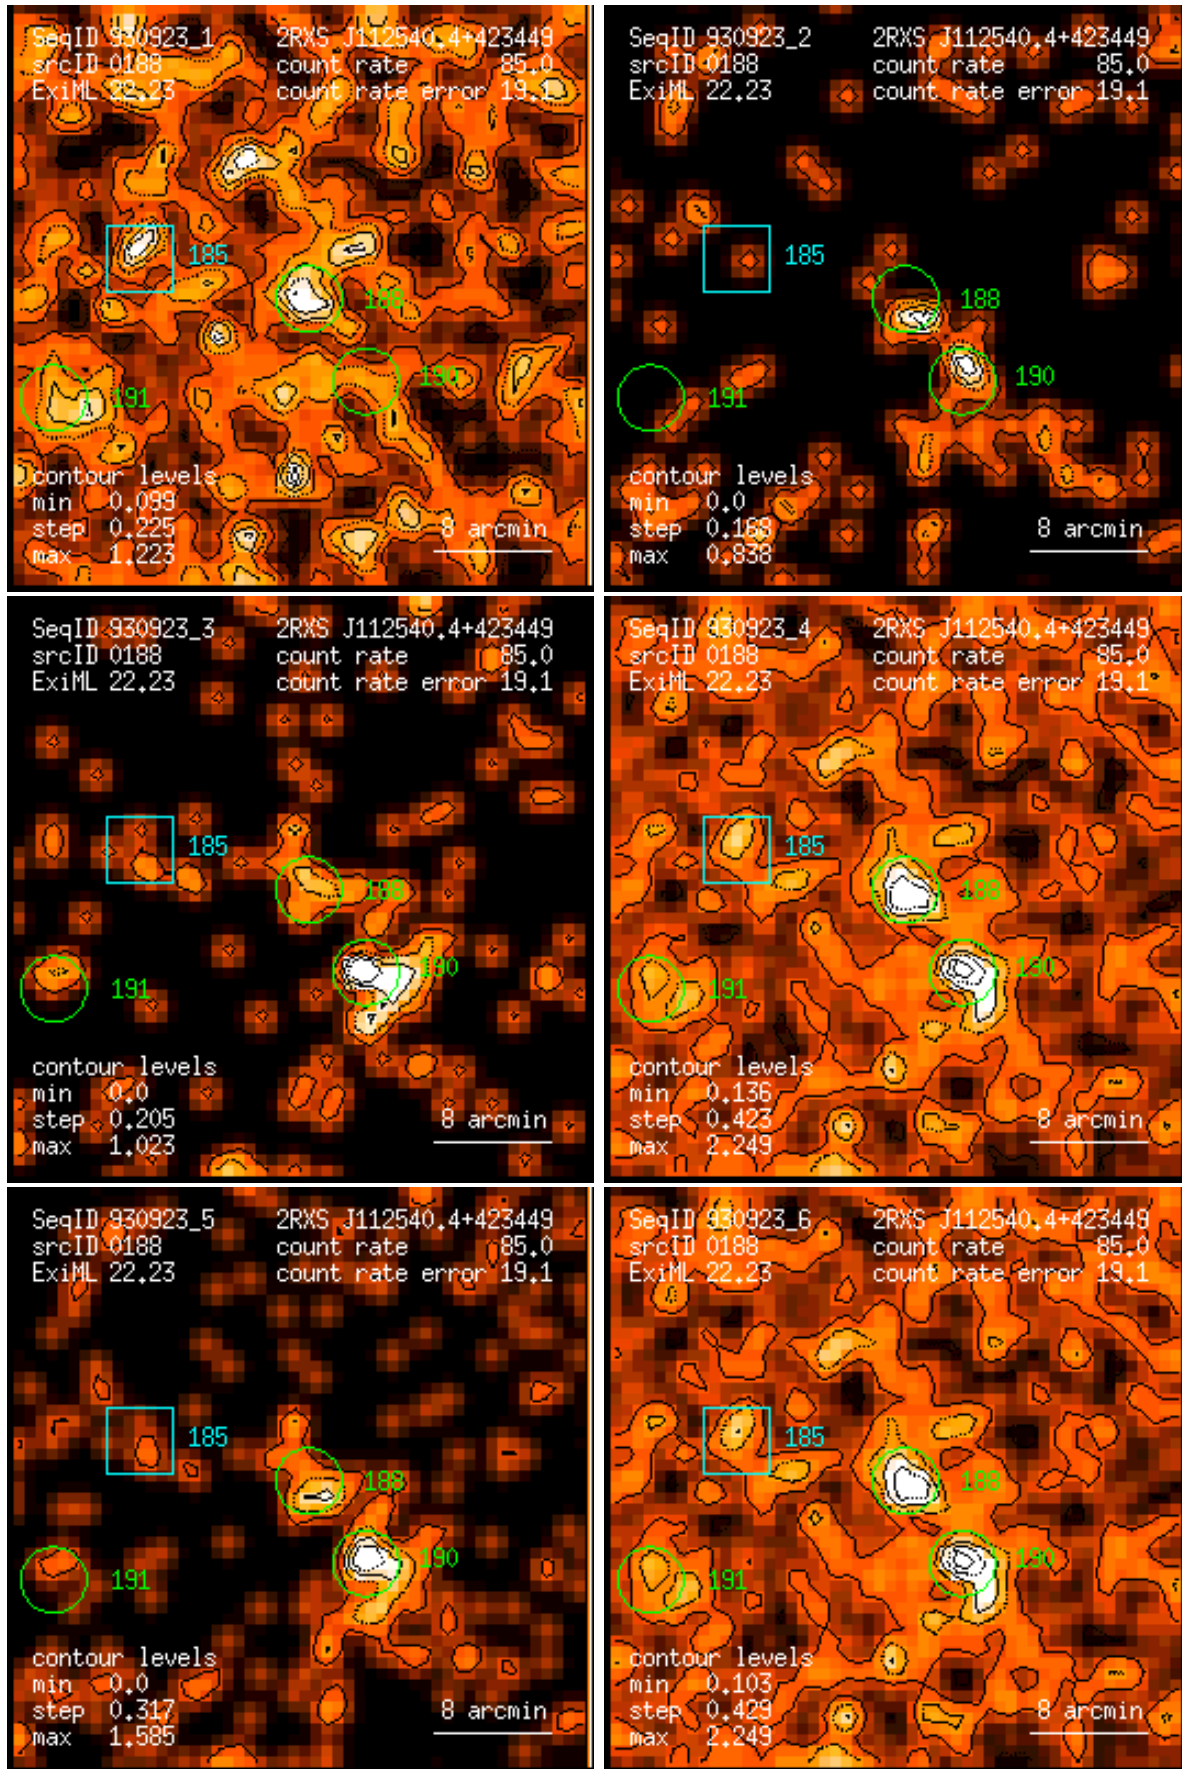 SeqID 930923_1 2RXS J112540.4+423449
srcID 0188 count rate 85.0
ExiML 22.23 count rate error 19.1
185
188
190
191
contour levels
min 0.099
step 0.225 8 arcmin
max 1.223
SeqID 930923_2 2RXS J112540.4+423449
srcID 0188 count rate 85.0
ExiML 22.23 count rate error 19.1
185
188
190
191
contour levels
min 0.0
step 0.168 8 arcmin
max 0.838
SeqID 930923_3 2RXS J112540.4+423449
srcID 0188 count rate 85.0
ExiML 22.23 count rate error 19.1
185
188
190
191
contour levels
min 0.0
step 0.205 8 arcmin
max 1.023
SeqID 930923_4 2RXS J112540.4+423449
srcID 0188 count rate 85.0
ExiML 22.23 count rate error 19.1
185
188
190
191
contour levels
min 0.136
step 0.423 8 arcmin
max 2.249
SeqID 930923_5 2RXS J112540.4+423449
srcID 0188 count rate 85.0
ExiML 22.23 count rate error 19.1
185
188
190
191
contour levels
min 0.0
step 0.317 8 arcmin
max 1.585
SeqID 930923_6 2RXS J112540.4+423449
srcID 0188 count rate 85.0
ExiML 22.23 count rate error 19.1
185
188
190
191
contour levels
min 0.103
step 0.429 8 arcmin
max 2.249